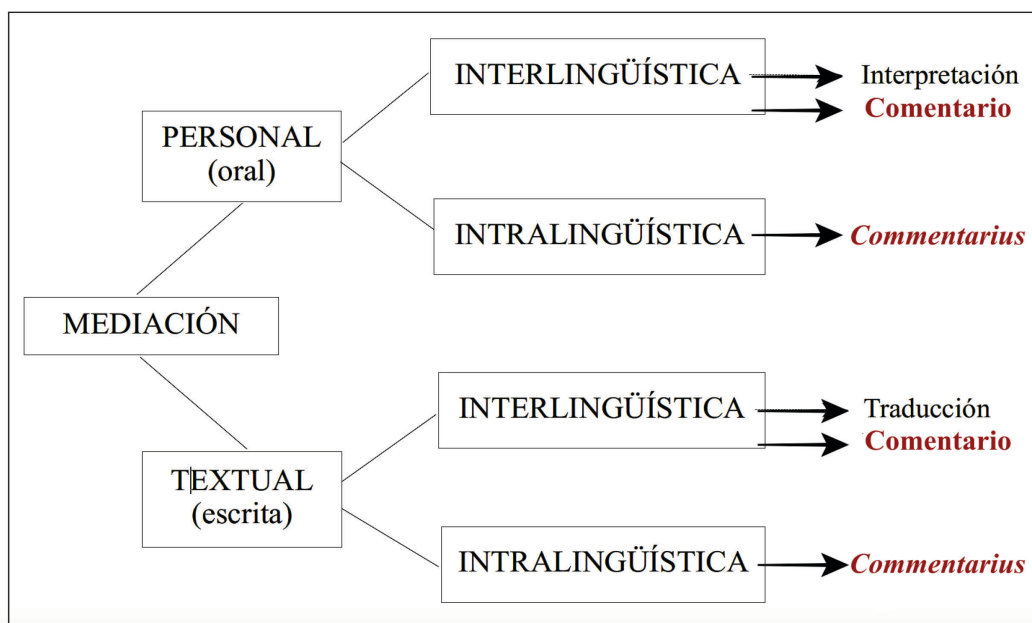 INTERLINGÜÍSTICA
Interpretación
Comentario
PERSONAL
(oral)
INTRALINGÜÍSTICA
Commentarius
MEDIACIÓN
INTERLINGÜÍSTICA
Traducción
Comentario
TEXTUAL
(escrita)
INTRALINGÜÍSTICA
Commentarius